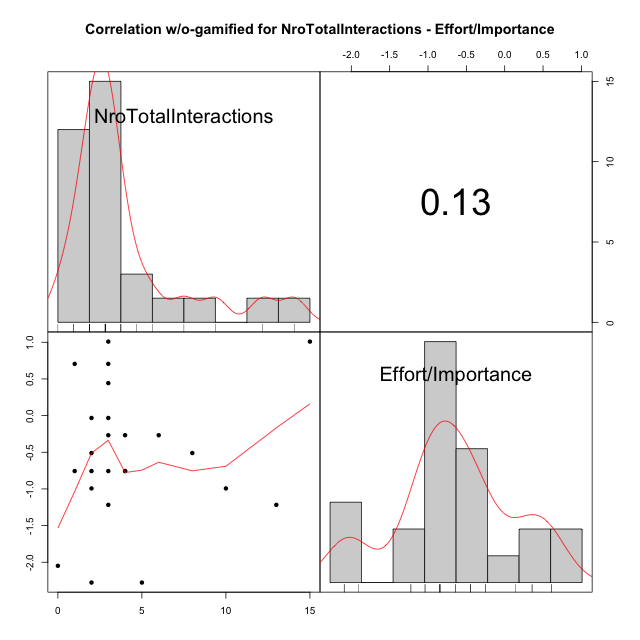 Correlation w/o-gamified for NroTotalInteractions - Effort/Importance
-2.0 -1.5 -1.0 -0.5 0.0 0.5 1.0
NroTotalInteractions
15
10
5
0
0.13
1.0
0.5
0.0
-0.5
-1.0
-1.5
-2.0
Effort/Importance
0 5 10 15